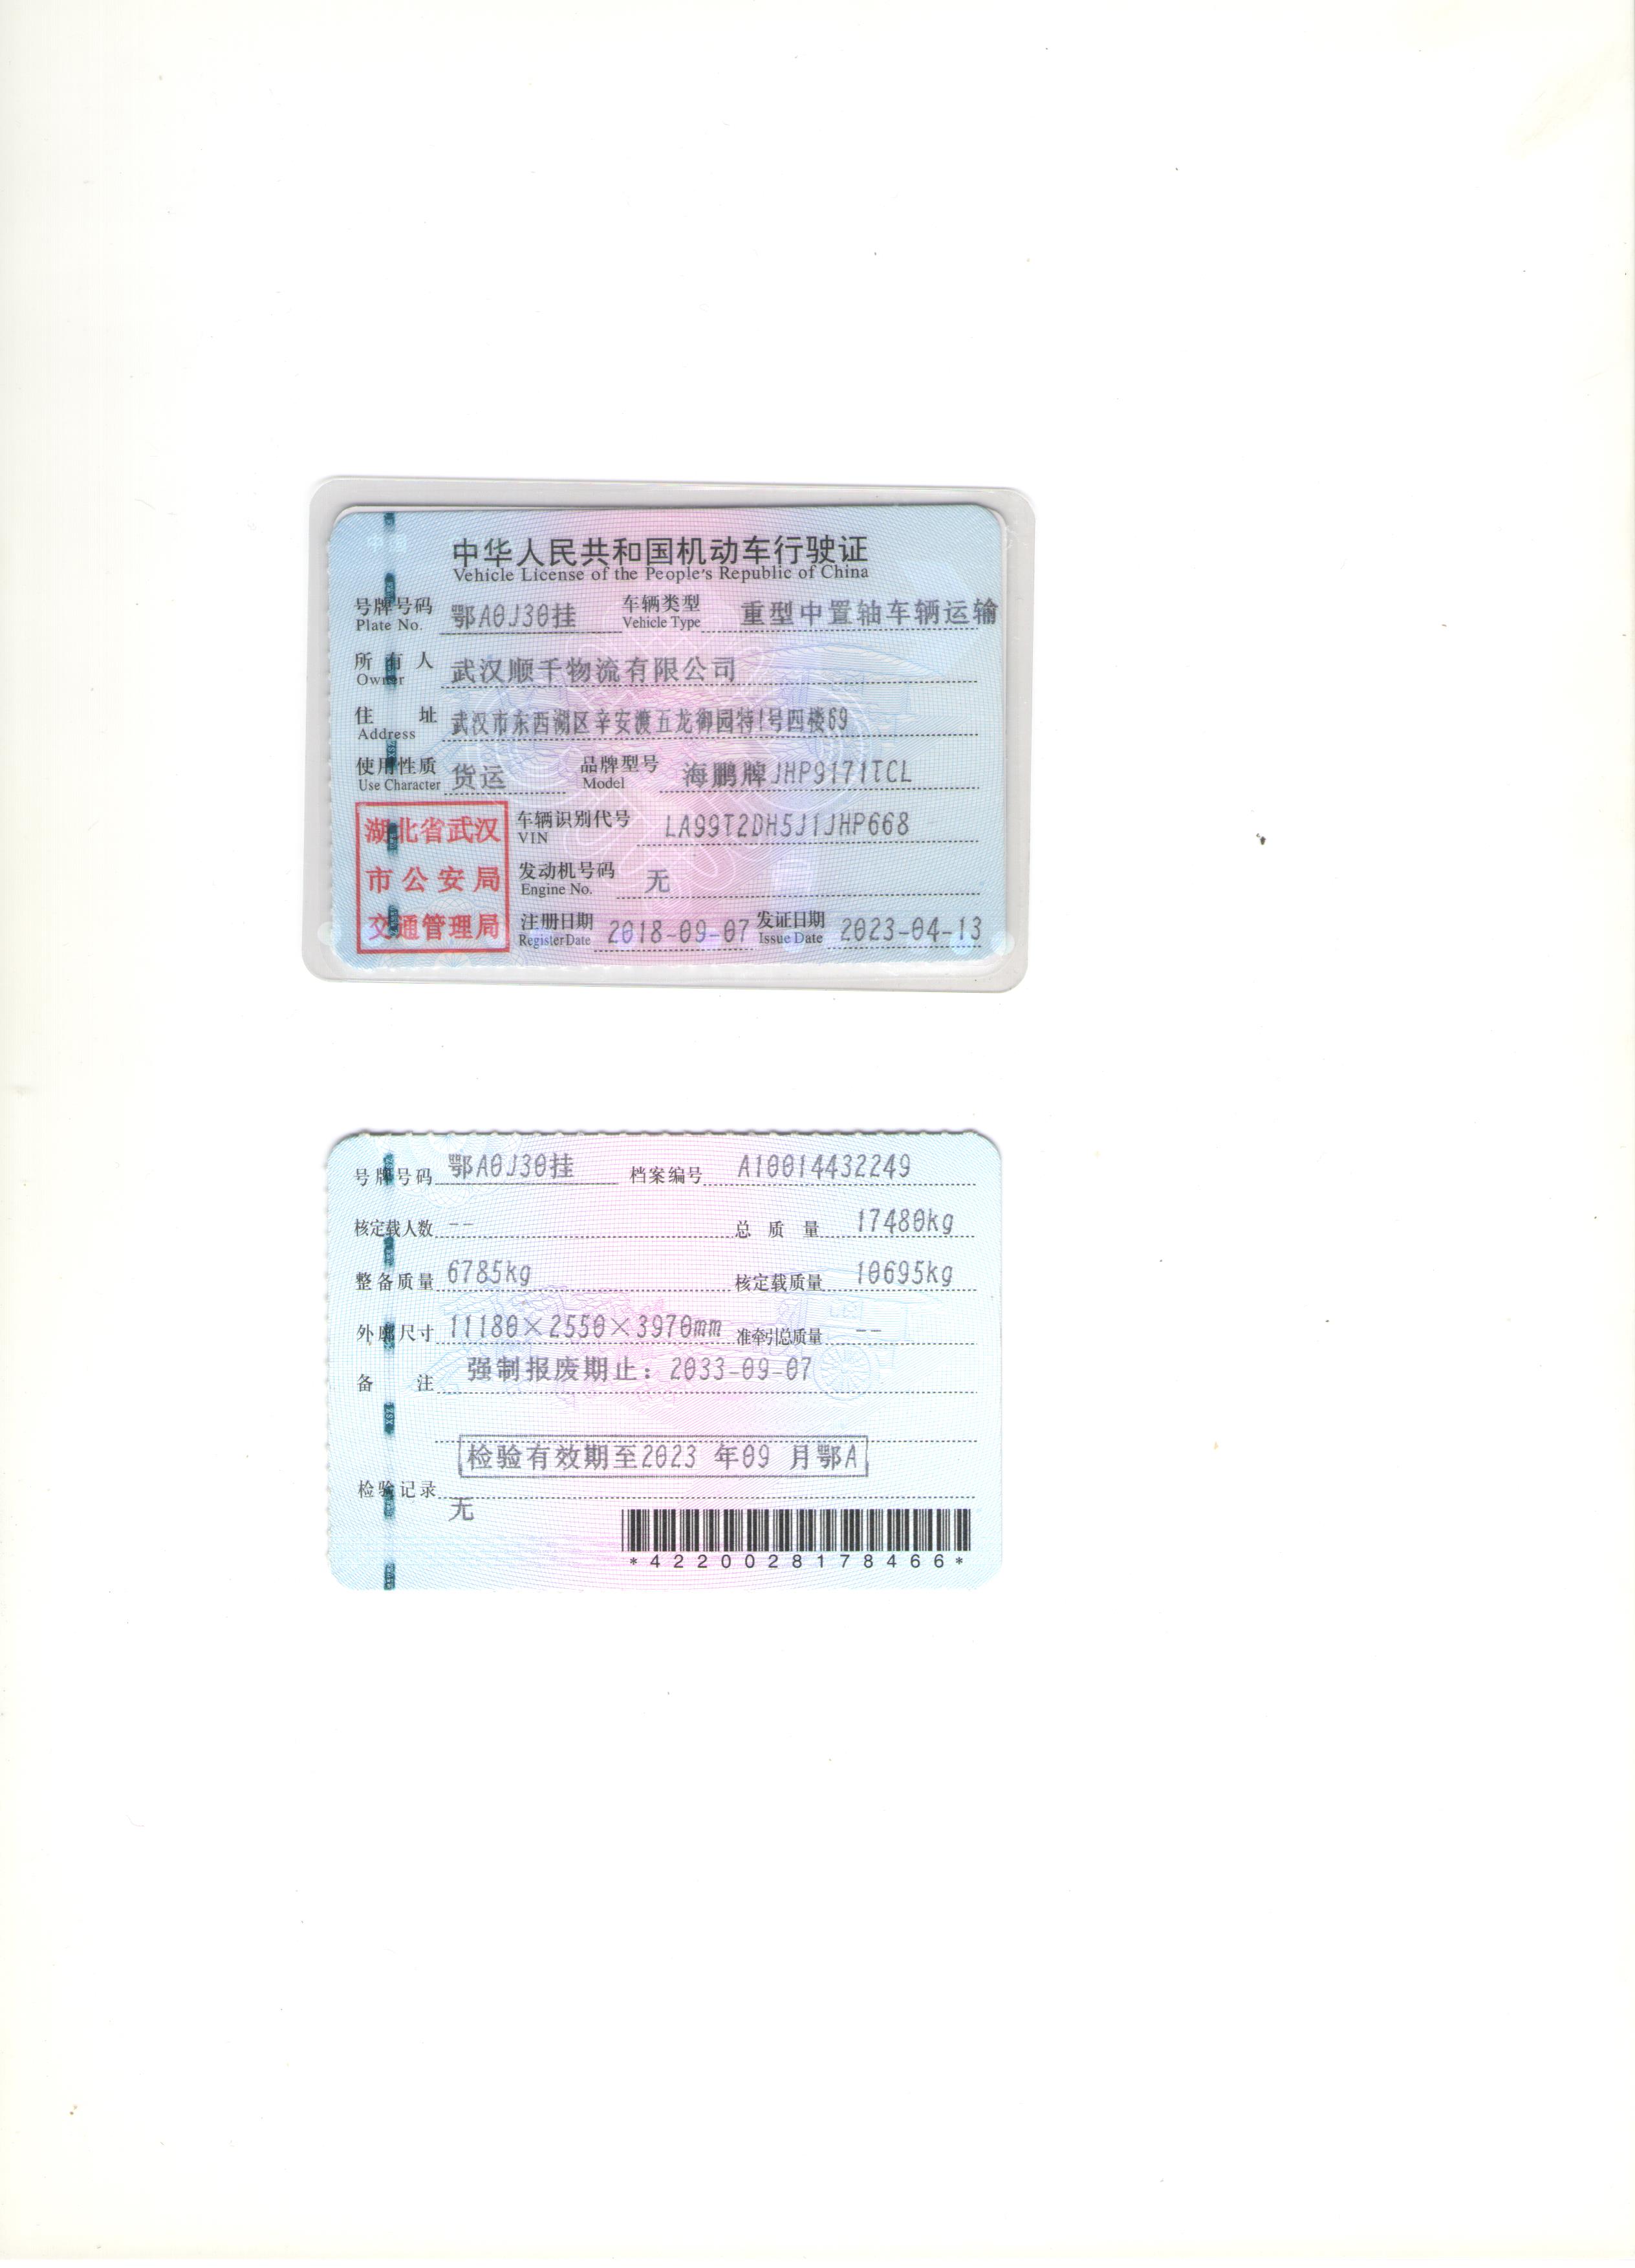 中华人民共和国机动车行驶证
Vehicle License of the People's Republic of China
号牌号码 鄂A0J30挂 车辆类型 重型中置轴车辆运输
Plate No. Vehicle Type
所有人 武汉顺千物流有限公司
Owner
住址 武汉市东西湖区辛安渡五龙御园特1号四楼69
Address
使用性质 货运 品牌型号 海鹏牌JHP9171TCL
Use Character Model
湖北省武汉
市公安局
交通管理局
车辆识别代号 LA99T2DH5J1JHP668
VIN
发动机号码 无
Engine No.
注册日期 2018-09-07 发证日期 2023-04-13
Register Date Issue Date
号牌号码 鄂A0J30挂 档案编号 A10014432249
核定载人数 -- 总质量 17480kg
整备质量 6785kg 核定载质量 10695kg
外廓尺寸 11180×2550×3970mm 准牵引总质量 --
备注 强制报废期止：2033-09-07
检验有效期至2023 年09 月鄂A
检验记录
无
*4220028178466*